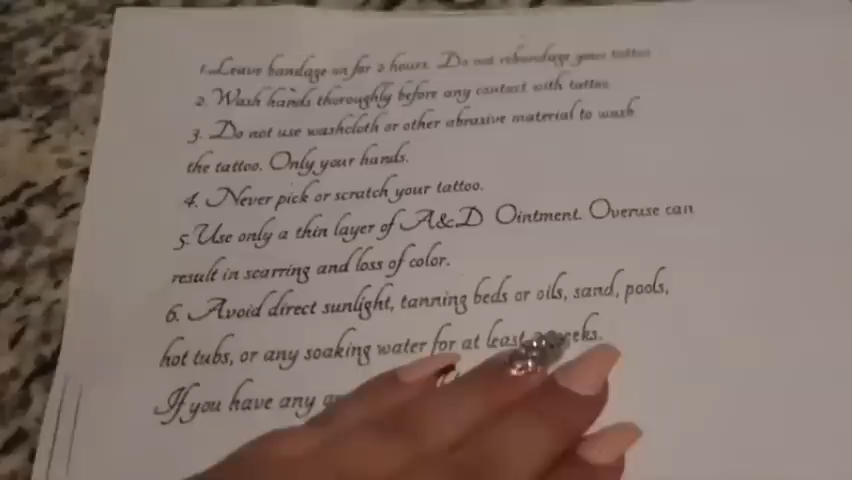 1. Leave bandage on for 2 hours. Do not rebandage your tattoo
2. Wash hands thoroughly before any contact with tattoo
3. Do not use washcloth or other abrasive material to wash
the tattoo. Only your hands.
4. Never pick or scratch your tattoo.
5. Use only a thin layer of A&D Ointment. Overuse can
result in scarring and loss of color.
6. Avoid direct sunlight, tanning beds or oils, sand, pools,
hot tubs, or any soaking water for at least
If you have any